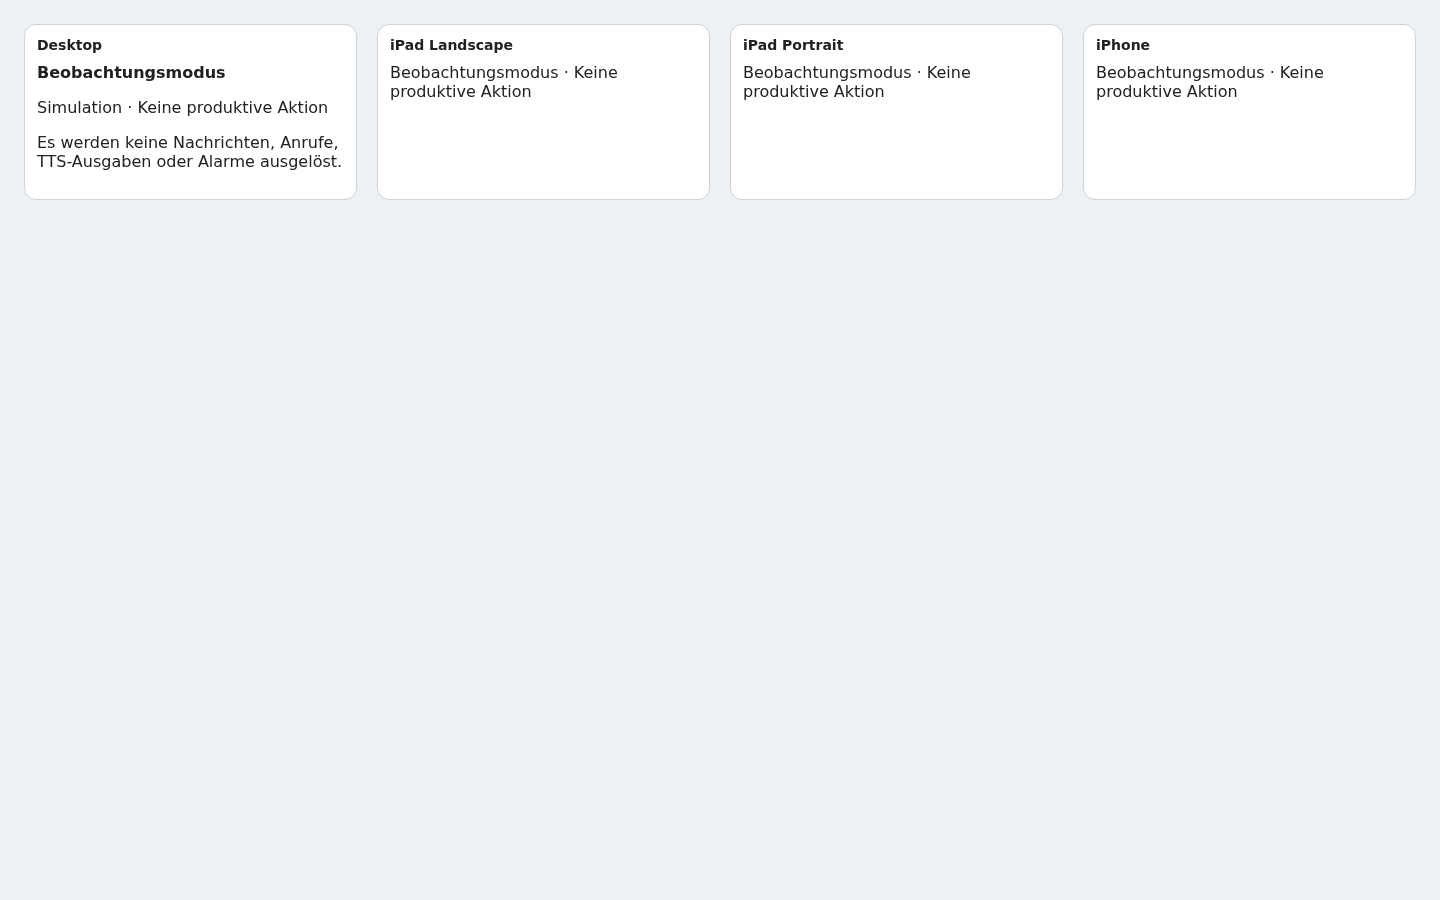 Desktop
Beobachtungsmodus
Simulation · Keine produktive Aktion
Es werden keine Nachrichten, Anrufe,
TTS-Ausgaben oder Alarme ausgelöst.
iPad Landscape
Beobachtungsmodus · Keine
produktive Aktion
iPad Portrait
Beobachtungsmodus · Keine
produktive Aktion
iPhone
Beobachtungsmodus · Keine
produktive Aktion